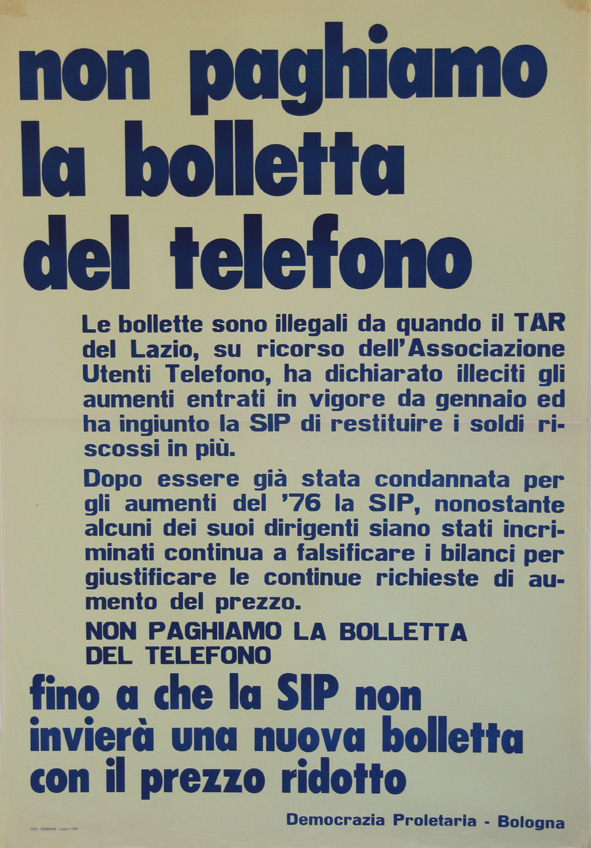 non paghiamo
la bolletta
del telefono
Le bollette sono illegali da quando il TAR
del Lazio, su ricorso dell'Associazione
Utenti Telefono, ha dichiarato illeciti gli
aumenti entrati in vigore da gennaio ed
ha ingiunto la SIP di restituire i soldi ri-
scossi in più.
Dopo essere già stata condannata per
gli aumenti del '76 la SIP, nonostante
alcuni dei suoi dirigenti siano stati incri-
minati continua a falsificare i bilanci per
giustificare le continue richieste di au-
mento del prezzo.
NON PAGHIAMO LA BOLLETTA
DEL TELEFONO
fino a che la SIP non
invierà una nuova bolletta
con il prezzo ridotto
Democrazia Proletaria - Bologna